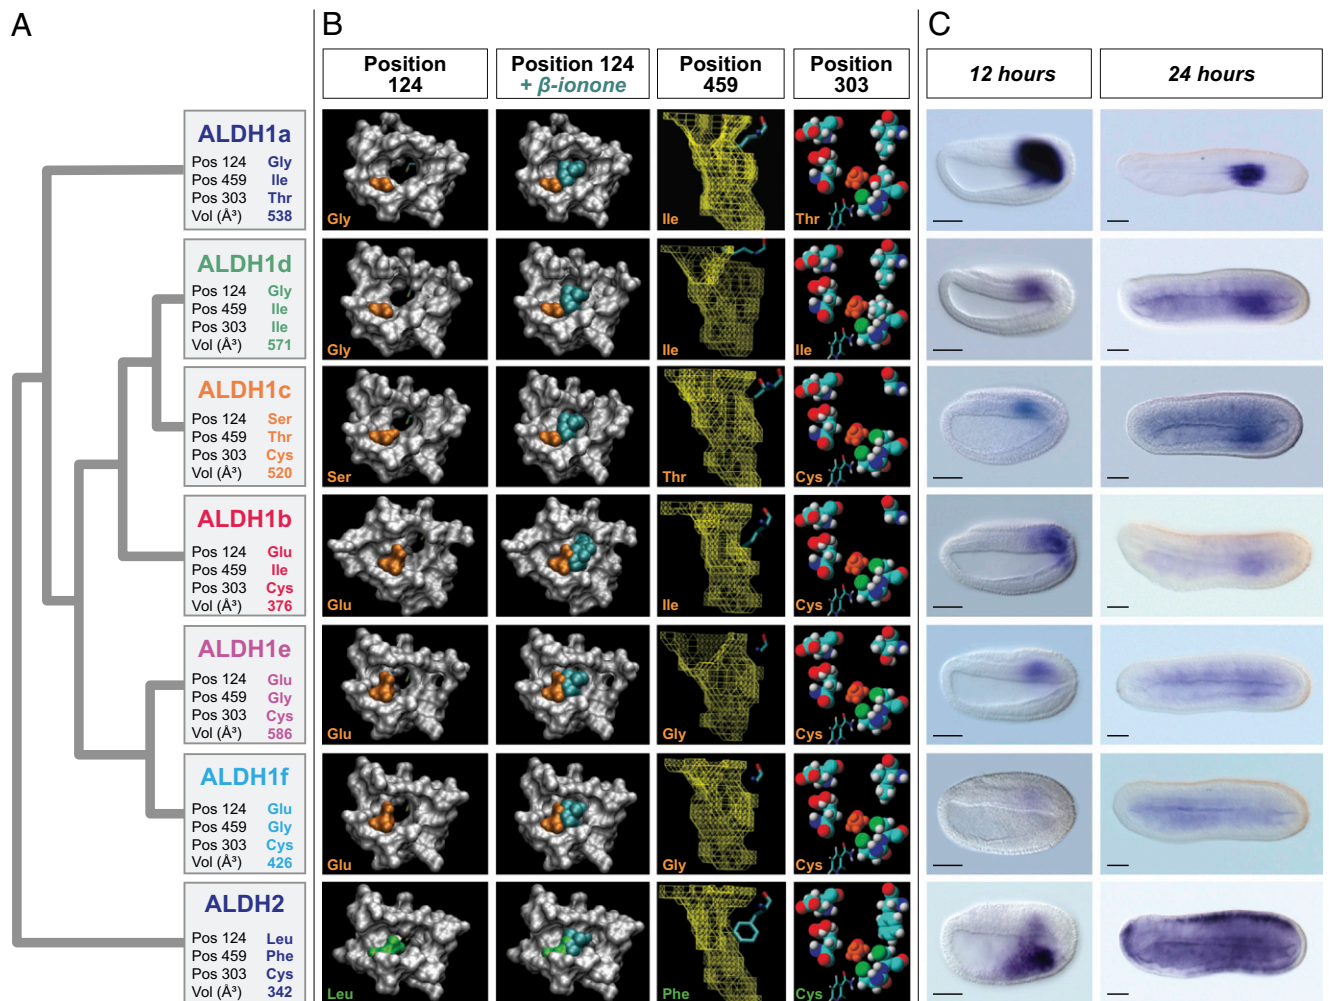 A
B
C
Position
124
Position 124
+ β-ionone
Position
459
Position
303
12 hours
24 hours
ALDH1a
Pos 124 Gly
Pos 459 Ile
Pos 303 Thr
Vol (Å³) 538
Gly
Ile
Thr
ALDH1d
Pos 124 Gly
Pos 459 Ile
Pos 303 Ile
Vol (Å³) 571
Gly
Ile
Ile
ALDH1c
Pos 124 Ser
Pos 459 Thr
Pos 303 Cys
Vol (Å³) 520
Ser
Thr
Cys
ALDH1b
Pos 124 Glu
Pos 459 Ile
Pos 303 Cys
Vol (Å³) 376
Glu
Ile
Cys
ALDH1e
Pos 124 Glu
Pos 459 Gly
Pos 303 Cys
Vol (Å³) 586
Glu
Gly
Cys
ALDH1f
Pos 124 Glu
Pos 459 Gly
Pos 303 Cys
Vol (Å³) 426
Glu
Gly
Cys
ALDH2
Pos 124 Leu
Pos 459 Phe
Pos 303 Cys
Vol (Å³) 342
Leu
Phe
Cys